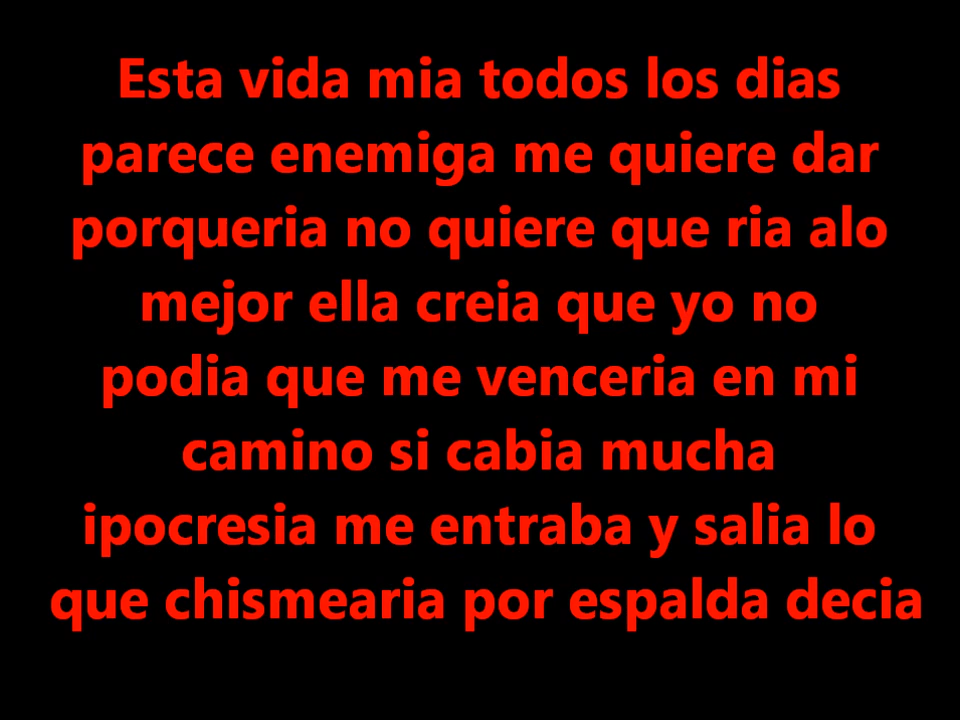 Esta vida mia todos los dias
parece enemiga me quiere dar
porqueria no quiere que ria alo
mejor ella creia que yo no
podia que me venceria en mi
camino si cabia mucha
ipocresia me entraba y salia lo
que chismearia por espalda decia